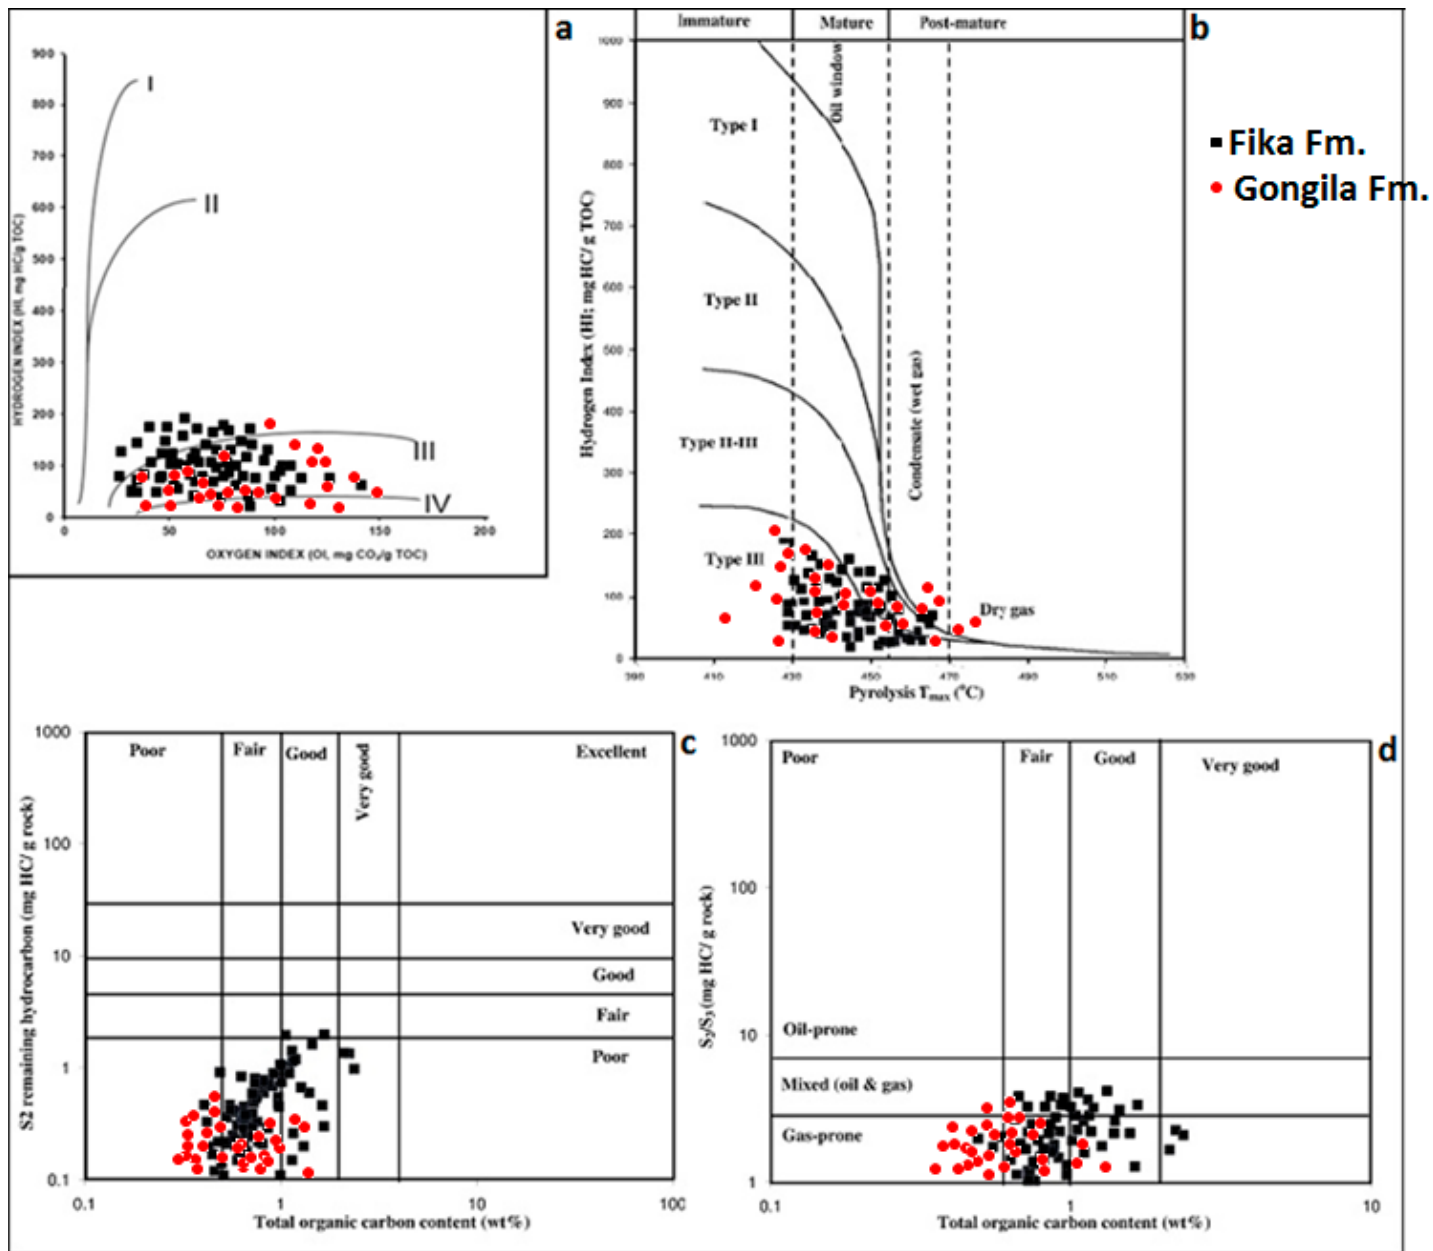 a
900
800
700
600
500
400
300
200
100
0
I
II
III
IV
HYDROGEN INDEX (HI, mg HC/g TOC)
0
50
100
150
200
OXYGEN INDEX (OI, mg CO₂/g TOC)
b
Immature
Mature
Post-mature
1000
900
800
700
600
500
400
300
200
100
0
Hydrogen Index (HI; mg HC/ g TOC)
Type I
Type II
Type II-III
Type III
Oil window
Condensate (wet gas)
Dry gas
390
410
430
450
470
490
510
530
Pyrolysis Tmax (°C)
Fika Fm.
Gongila Fm.
c
1000
100
10
1
0.1
S2 remaining hydrocarbon (mg HC/ g rock)
Poor
Fair
Good
Very good
Excellent
Very good
Good
Fair
Poor
0.1
1
10
100
Total organic carbon content (wt%)
d
1000
100
10
1
S₂/S₃ (mg HC/ g rock)
Poor
Fair
Good
Very good
Oil-prone
Mixed (oil & gas)
Gas-prone
0.1
1
10
Total organic carbon content (wt%)